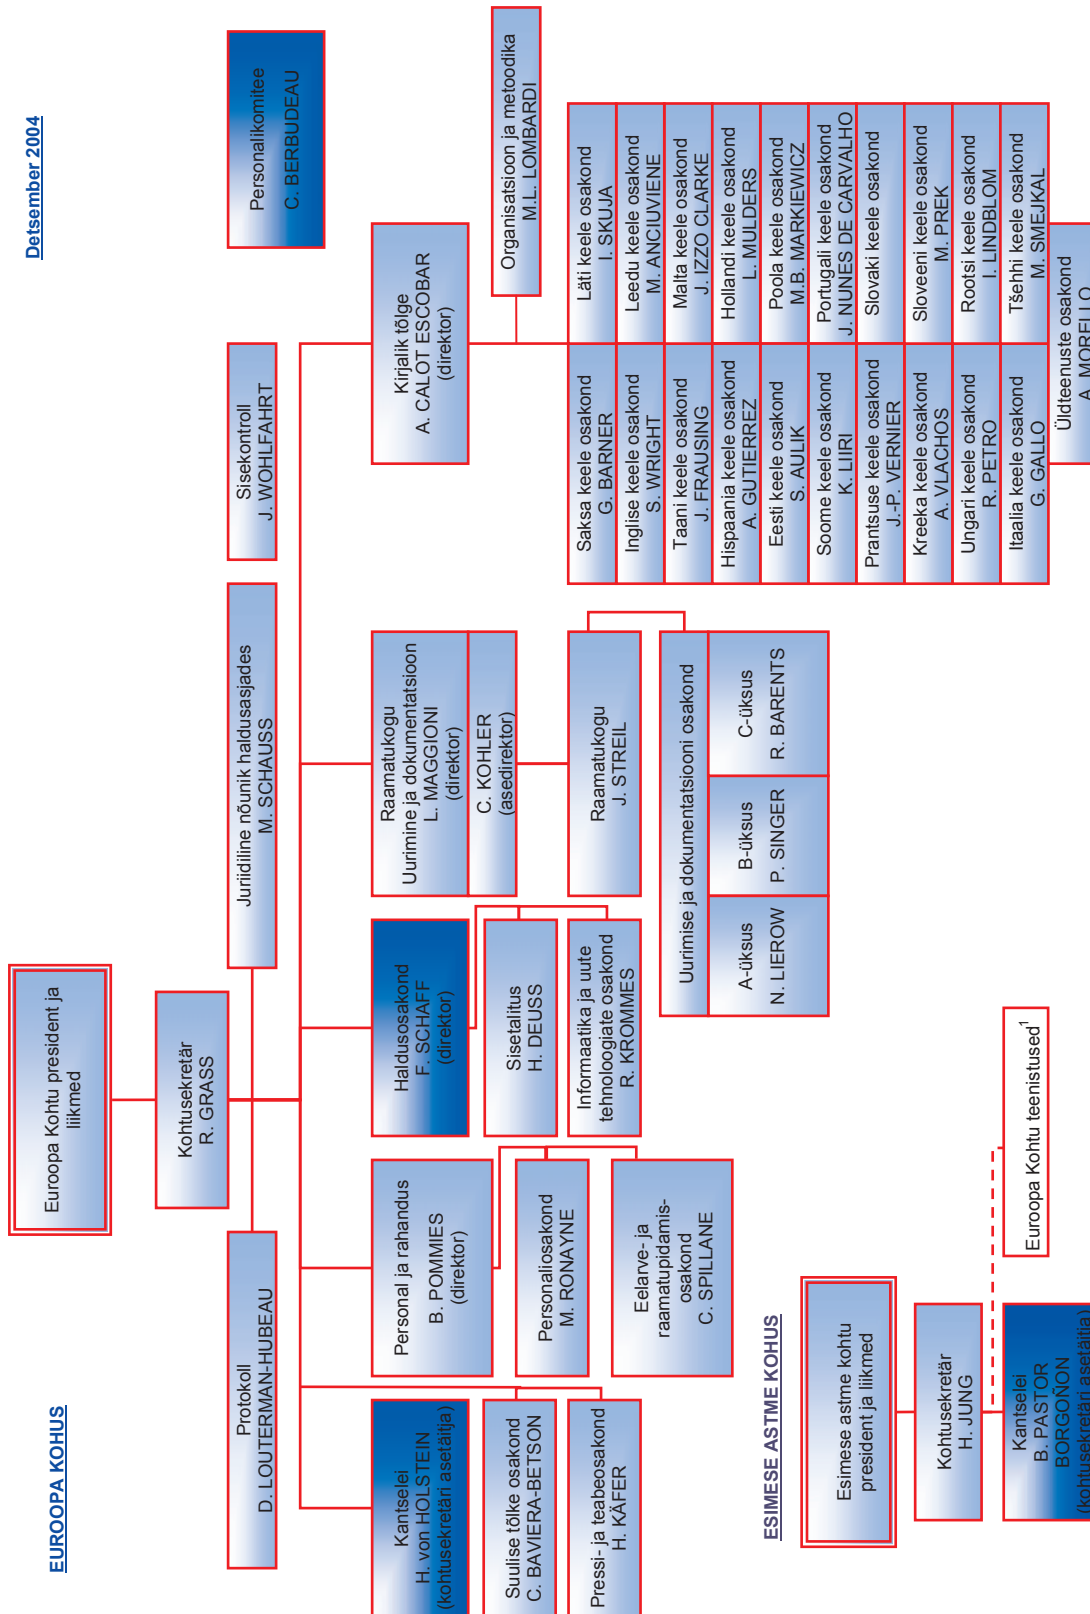 EUROOPA KOHUS
Detsember 2004
Euroopa Kohtu president ja
liikmed
Kohtusekretär
R. GRASS
Protokoll
D. LOUTERMAN-HUBEAU
Juriidiline nõunik haldusasjades
M. SCHAUSS
Sisekontroll
J. WOHLFAHRT
Personalikomitee
C. BERBUDEAU
Kantselei
H. von HOLSTEIN
(kohtusekretäri asetäitja)
Suulise tõlke osakond
C. BAVIERA-BETSON
Pressi- ja teabeosakond
H. KÄFER
Personal ja rahandus
B. POMMIES
(direktor)
Personaliosakond
M. RONAYNE
Eelarve- ja
raamatupidamis-
osakond
C. SPILLANE
Haldusosakond
F. SCHAFF
(direktor)
Sisetalitus
H. DEUSS
Informaatika ja uute
tehnoloogiate osakond
R. KROMMES
Raamatukogu
Uurimine ja dokumentatsioon
L. MAGGIONI
(direktor)
C. KOHLER
(asedirektor)
Raamatukogu
J. STREIL
Uurimise ja dokumentatsiooni osakond
A-üksus
N. LIEROW
B-üksus
P. SINGER
C-üksus
R. BARENTS
Kirjalik tõlge
A. CALOT ESCOBAR
(direktor)
Organisatsioon ja metoodika
M.L. LOMBARDI
Saksa keele osakond
G. BARNER
Läti keele osakond
I. SKUJA
Inglise keele osakond
S. WRIGHT
Leedu keele osakond
M. ANCIUVIENE
Taani keele osakond
J. FRAUSING
Malta keele osakond
J. IZZO CLARKE
Hispaania keele osakond
A. GUTIERREZ
Hollandi keele osakond
L. MULDERS
Eesti keele osakond
S. AULIK
Poola keele osakond
M.B. MARKIEWICZ
Soome keele osakond
K. LIIRI
Portugali keele osakond
J. NUNES DE CARVALHO
Prantsuse keele osakond
J.-P. VERNIER
Slovaki keele osakond
Kreeka keele osakond
A. VLACHOS
Sloveeni keele osakond
M. PREK
Ungari keele osakond
R. PETRO
Rootsi keele osakond
I. LINDBLOM
Itaalia keele osakond
G. GALLO
Tšehhi keele osakond
M. SMEJKAL
Üldteenuste osakond
A. MORELLO
ESIMESE ASTME KOHUS
Esimese astme kohtu
president ja liikmed
Kohtusekretär
H. JUNG
Kantselei
B. PASTOR
BORGOÑON
(kohtusekretäri asetäitja)
Euroopa Kohtu teenistused¹